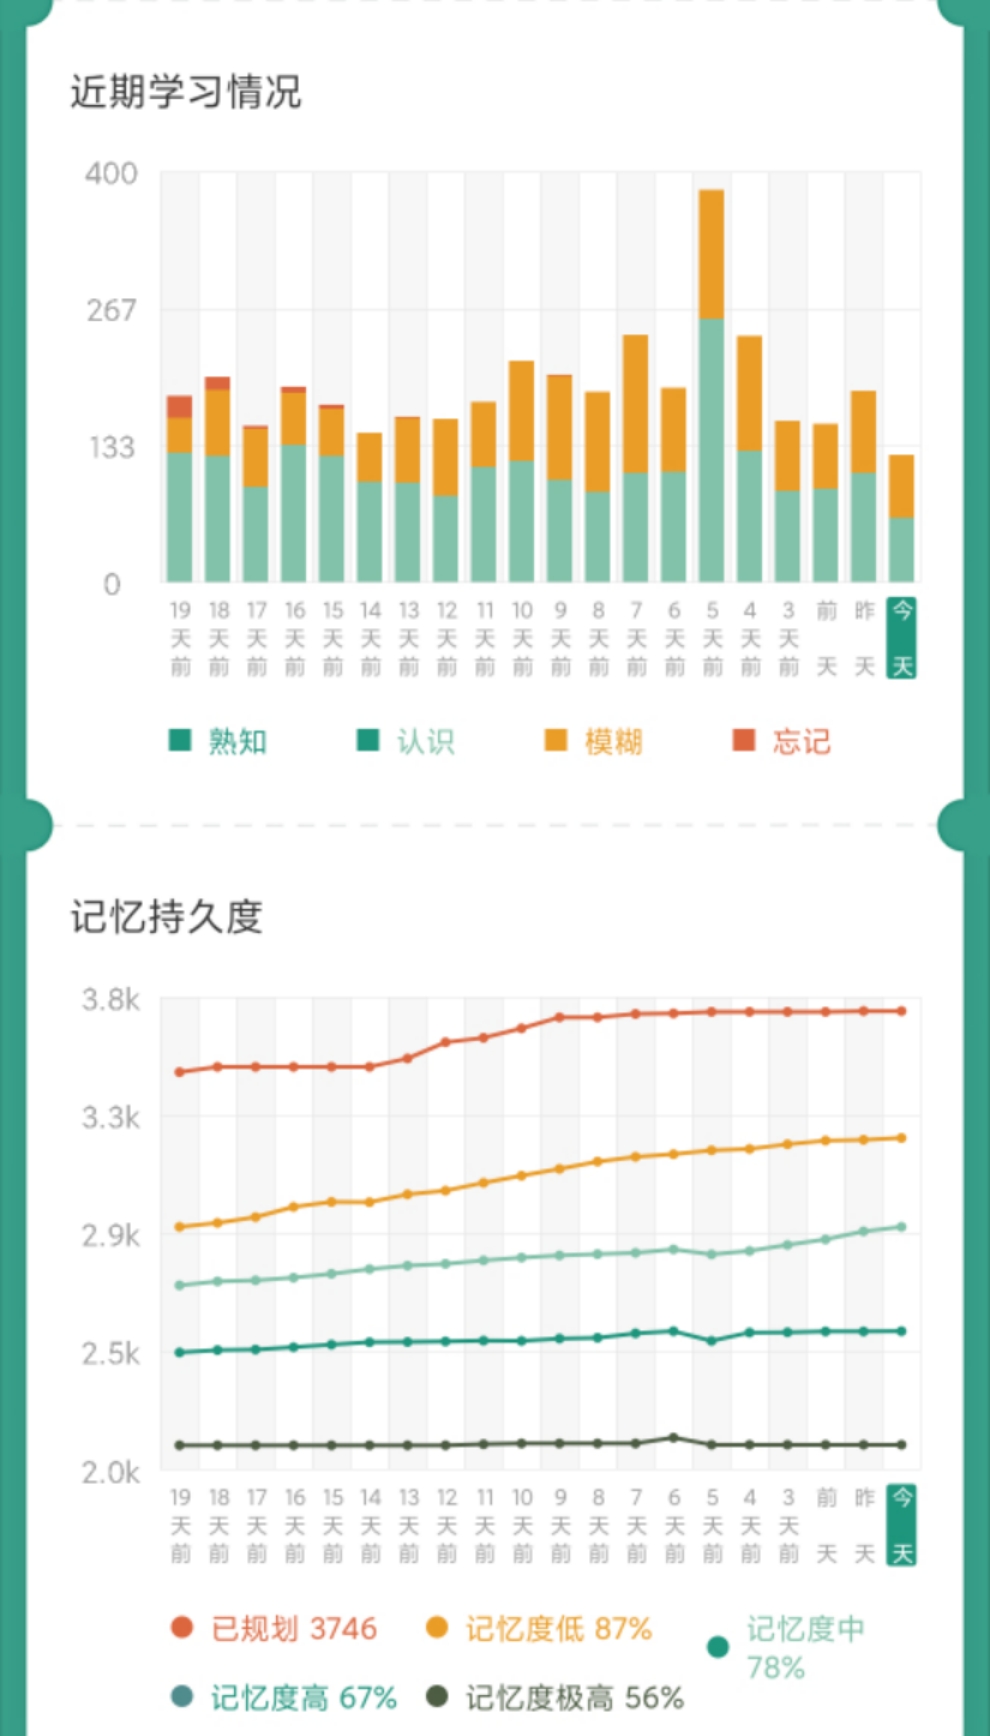 近期学习情况
400
267
133
0
19天前 18天前 17天前 16天前 15天前 14天前 13天前 12天前 11天前 10天前 9天前 8天前 7天前 6天前 5天前 4天前 3天前 前天 昨天 今天
熟知 认识 模糊 忘记
记忆持久度
3.8k
3.3k
2.9k
2.5k
2.0k
19天前 18天前 17天前 16天前 15天前 14天前 13天前 12天前 11天前 10天前 9天前 8天前 7天前 6天前 5天前 4天前 3天前 前天 昨天 今天
已规划 3746 记忆度低 87% 记忆度中
78%
记忆度高 67% 记忆度极高 56%